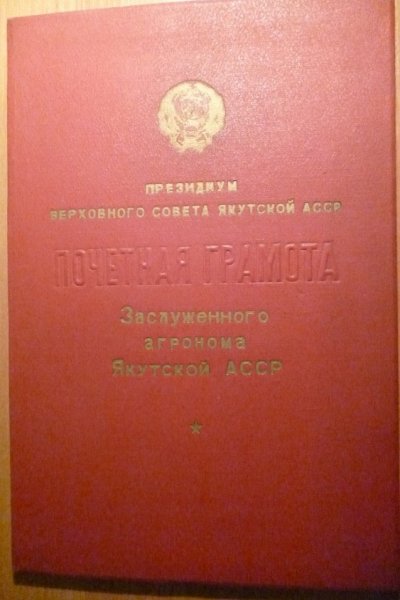 ПРЕЗИДИУМ
ВЕРХОВНОГО СОВЕТА ЯКУТСКОЙ АССР
ПОЧЕТНАЯ ГРАМОТА
Заслуженного
агронома
Якутской АССР